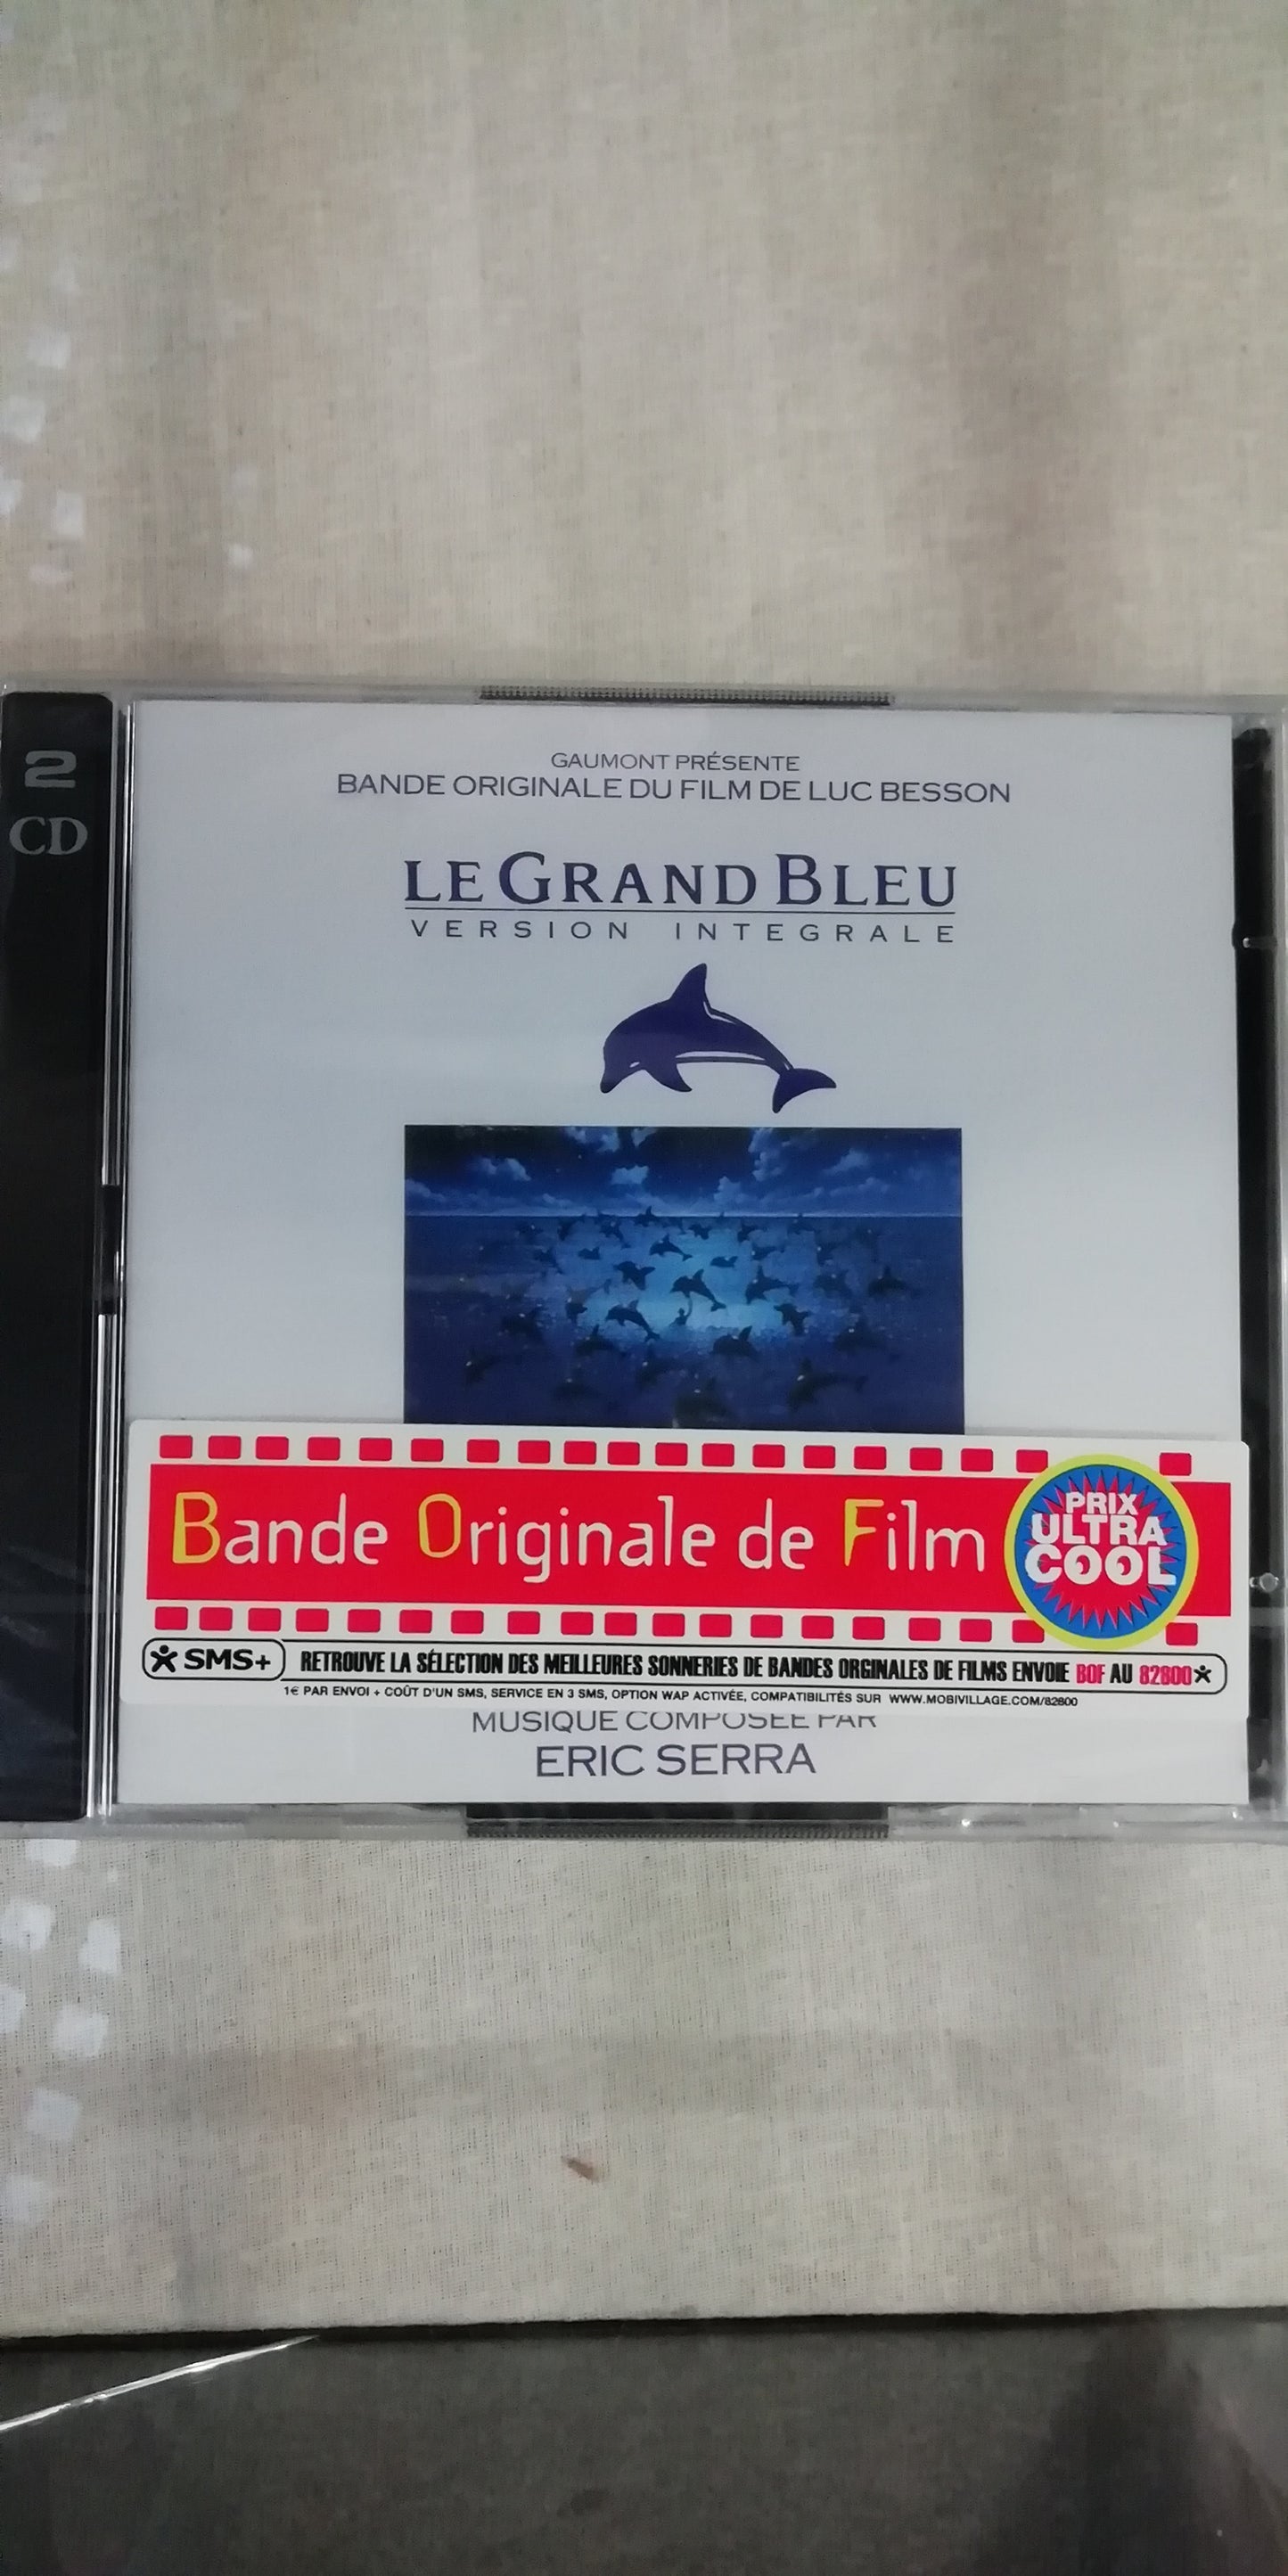 2
CD
GAUMONT PRÉSENTE
BANDE ORIGINALE DU FILM DE LUC BESSON
LE GRAND BLEU
VERSION INTEGRALE
Bande Originale de Film
PRIX
ULTRA
COOL
SMS+ RETROUVE LA SÉLECTION DES MEILLEURES SONNERIES DE BANDES ORGINALES DE FILMS ENVOIE BOF AU 82800
1€ PAR ENVOI + COÛT D'UN SMS, SERVICE EN 3 SMS, OPTION WAP ACTIVÉE, COMPATIBILITÉS SUR WWW.MOBIVILLAGE.COM/82800
MUSIQUE COMPOSÉE PAR
ERIC SERRA